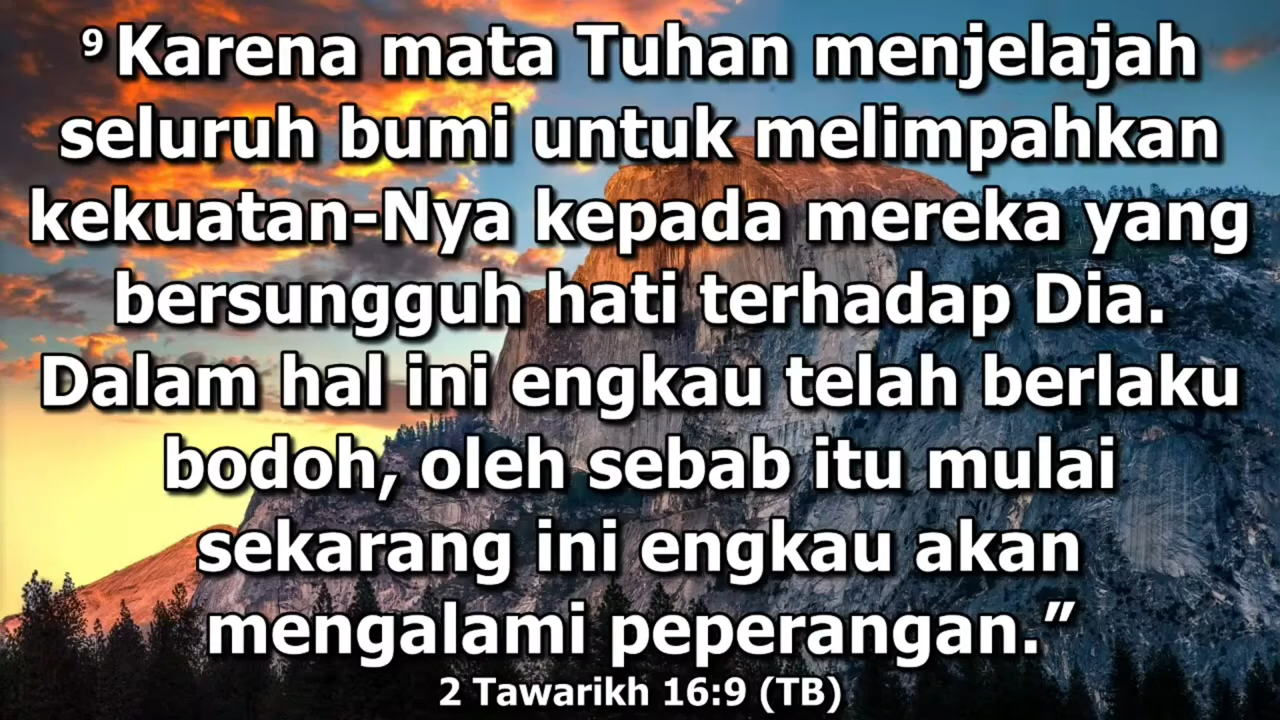 9 Karena mata Tuhan menjelajah
seluruh bumi untuk melimpahkan
kekuatan-Nya kepada mereka yang
bersungguh hati terhadap Dia.
Dalam hal ini engkau telah berlaku
bodoh, oleh sebab itu mulai
sekarang ini engkau akan
mengalami peperangan.”
2 Tawarikh 16:9 (TB)